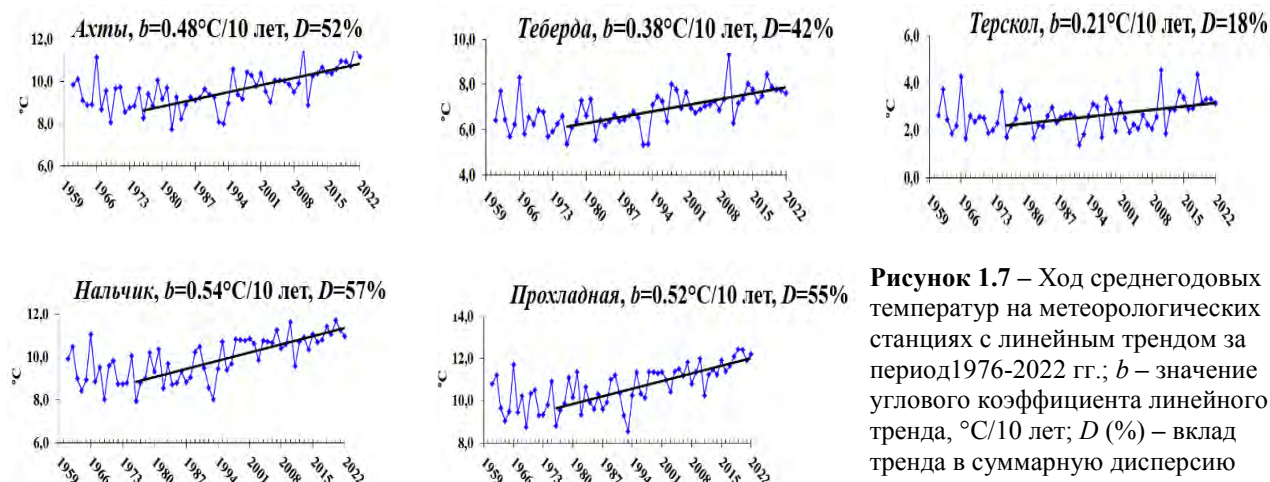 Ахты, b=0.48°C/10 лет, D=52%
12,0
10,0
8,0
6,0
°C
1959 1966 1973 1980 1987 1994 2001 2008 2015 2022
Теберда, b=0.38°C/10 лет, D=42%
10,0
8,0
6,0
4,0
°C
1959 1966 1973 1980 1987 1994 2001 2008 2015 2022
Терскол, b=0.21°C/10 лет, D=18%
6,0
4,0
2,0
0,0
°C
1959 1966 1973 1980 1987 1994 2001 2008 2015 2022
Нальчик, b=0.54°C/10 лет, D=57%
12,0
10,0
8,0
6,0
°C
1959 1966 1973 1980 1987 1994 2001 2008 2015 2022
Прохладная, b=0.52°C/10 лет, D=55%
14,0
12,0
10,0
8,0
°C
1959 1966 1973 1980 1987 1994 2001 2008 2015 2022
Рисунок 1.7 – Ход среднегодовых
температур на метеорологических
станциях с линейным трендом за
период1976-2022 гг.; b – значение
углового коэффициента линейного
тренда, °C/10 лет; D (%) – вклад
тренда в суммарную дисперсию